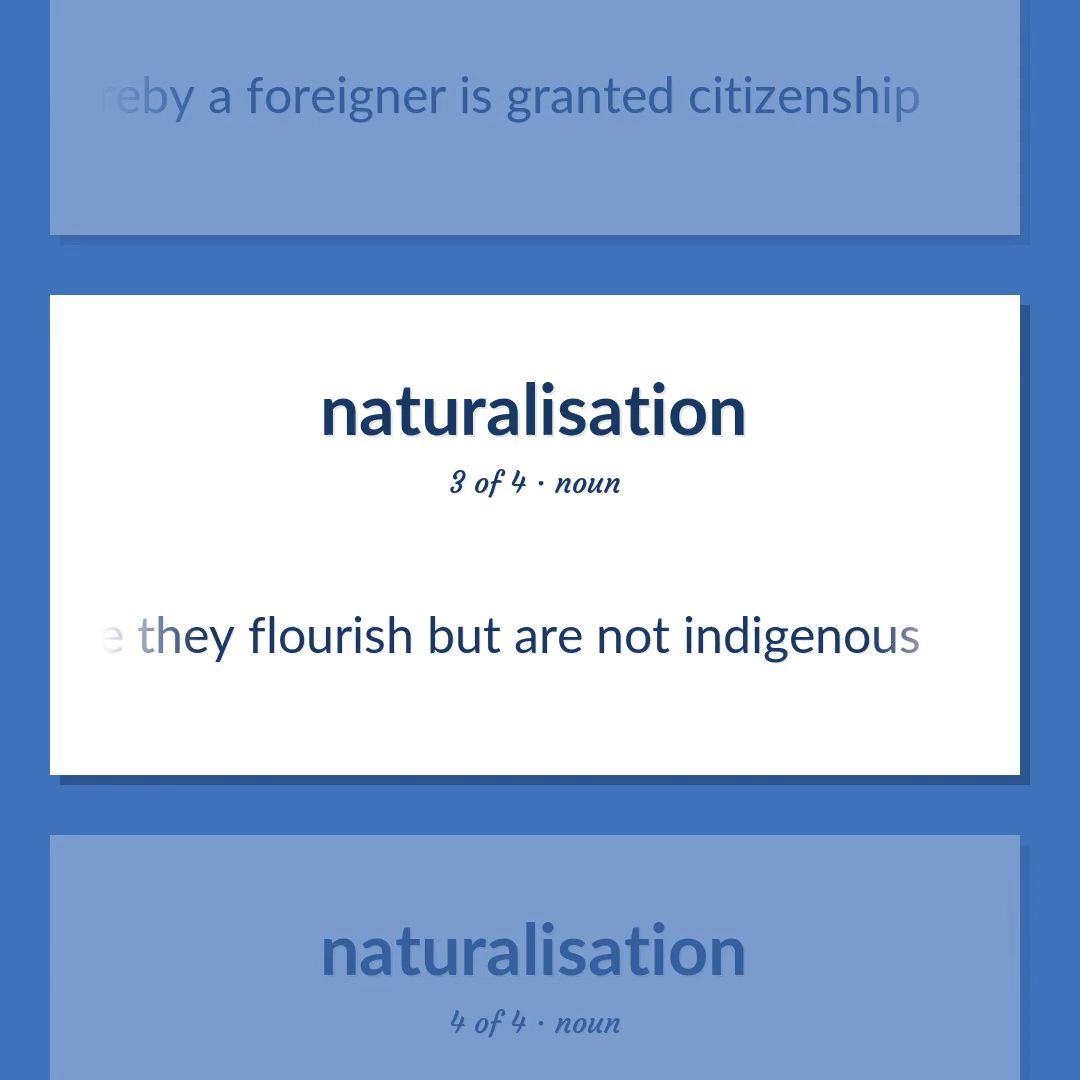 a foreigner is granted citizenship
naturalisation
3 of 4 · noun
they flourish but are not indigenous
naturalisation
4 of 4 · noun